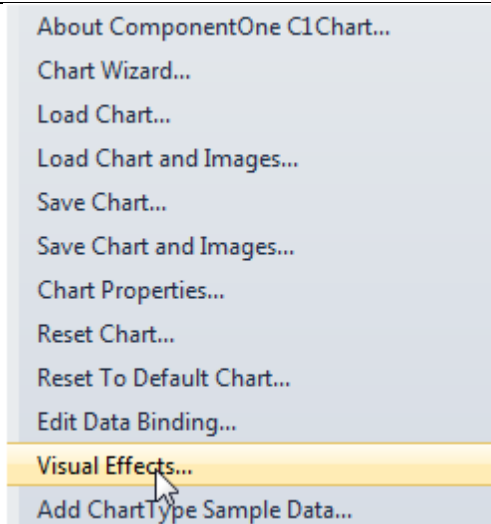 About ComponentOne C1Chart...
Chart Wizard...
Load Chart...
Load Chart and Images...
Save Chart...
Save Chart and Images...
Chart Properties...
Reset Chart...
Reset To Default Chart...
Edit Data Binding...
Visual Effects...
Add ChartType Sample Data...